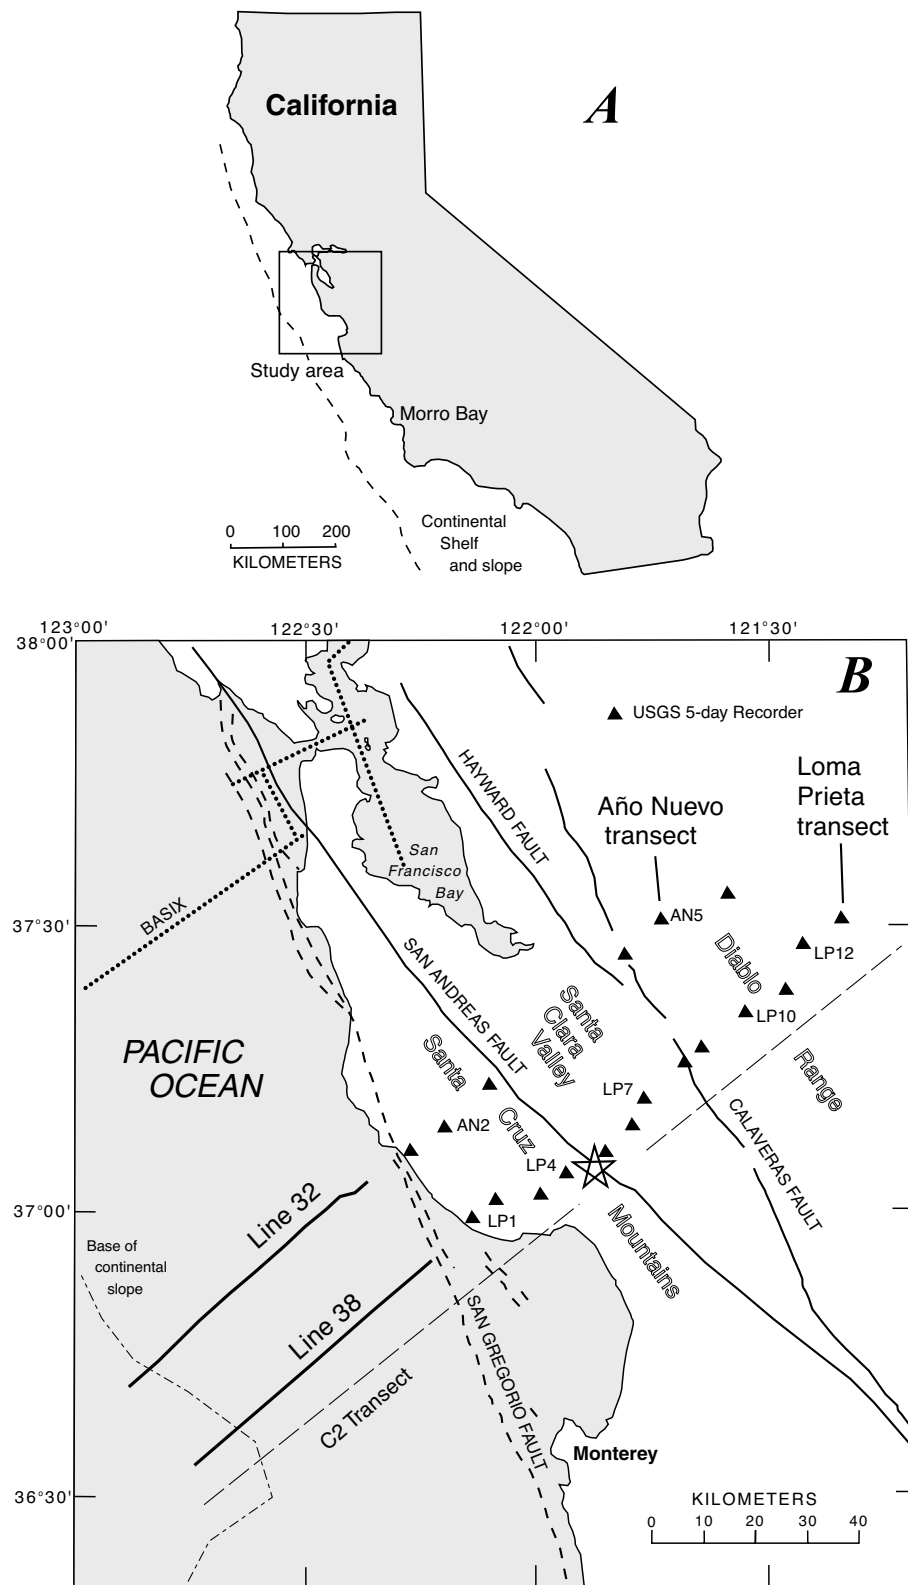 California
A
Study area
Morro Bay
0 100 200
KILOMETERS
Continental
Shelf
and slope
123°00' 122°30' 122°00' 121°30'
38°00'
B
USGS 5-day Recorder
HAYWARD FAULT
Loma
Prieta
transect
Año Nuevo
transect
San
Francisco
Bay
BASIX
AN5
37°30'
LP12
Diablo
SAN ANDREAS FAULT
Santa
Clara
Valley
LP10
PACIFIC
OCEAN
Santa
Range
LP7
CALAVERAS FAULT
AN2
Cruz
LP4
Line 32
37°00'
LP1
Mountains
Base of
continental
slope
Line 38
SAN GREGORIO FAULT
C2 Transect
Monterey
36°30'
KILOMETERS
0 10 20 30 40